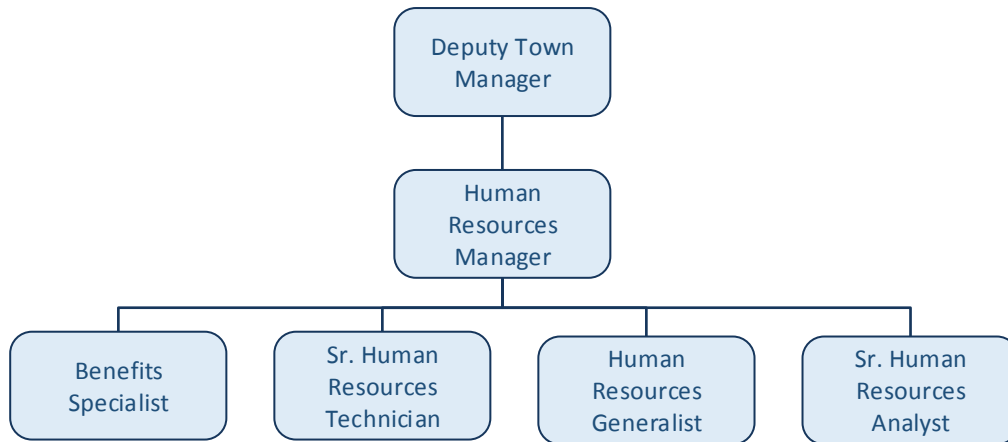 Deputy Town
Manager
Human
Resources
Manager
Benefits
Specialist
Sr. Human
Resources
Technician
Human
Resources
Generalist
Sr. Human
Resources
Analyst